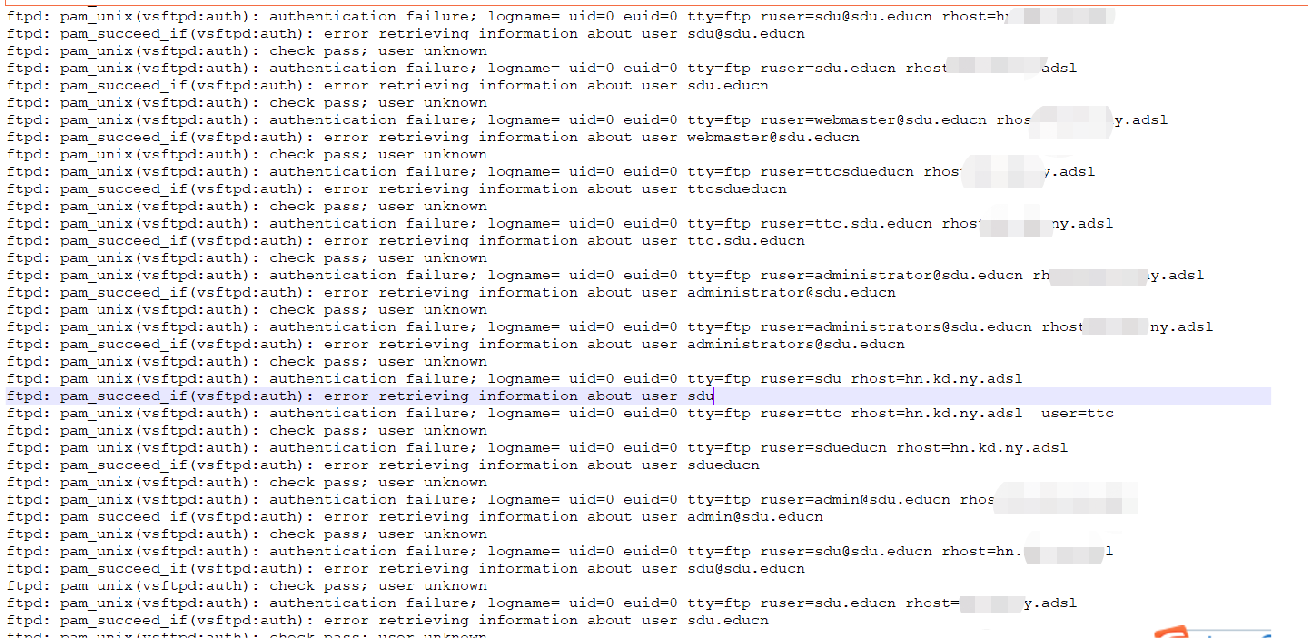 ftpd: pam_unix(vsftpd:auth): authentication failure; logname= uid=0 euid=0 tty=ftp ruser=sdu@sdu.educn rhost=h
ftpd: pam_succeed_if(vsftpd:auth): error retrieving information about user sdu@sdu.educn
ftpd: pam_unix(vsftpd:auth): check pass; user unknown
ftpd: pam_unix(vsftpd:auth): authentication failure; logname= uid=0 euid=0 tty=ftp ruser=sdu.educn rhost adsl
ftpd: pam_succeed_if(vsftpd:auth): error retrieving information about user sdu.educn
ftpd: pam_unix(vsftpd:auth): check pass; user unknown
ftpd: pam_unix(vsftpd:auth): authentication failure; logname= uid=0 euid=0 tty=ftp ruser=webmaster@sdu.educn rhos y.adsl
ftpd: pam_succeed_if(vsftpd:auth): error retrieving information about user webmaster@sdu.educn
ftpd: pam_unix(vsftpd:auth): check pass; user unknown
ftpd: pam_unix(vsftpd:auth): authentication failure; logname= uid=0 euid=0 tty=ftp ruser=ttcsdueducn rhos y.adsl
ftpd: pam_succeed_if(vsftpd:auth): error retrieving information about user ttcsdueducn
ftpd: pam_unix(vsftpd:auth): check pass; user unknown
ftpd: pam_unix(vsftpd:auth): authentication failure; logname= uid=0 euid=0 tty=ftp ruser=ttc.sdu.educn rhos ny.adsl
ftpd: pam_succeed_if(vsftpd:auth): error retrieving information about user ttc.sdu.educn
ftpd: pam_unix(vsftpd:auth): check pass; user unknown
ftpd: pam_unix(vsftpd:auth): authentication failure; logname= uid=0 euid=0 tty=ftp ruser=administrator@sdu.educn rh y.adsl
ftpd: pam_succeed_if(vsftpd:auth): error retrieving information about user administrator@sdu.educn
ftpd: pam_unix(vsftpd:auth): check pass; user unknown
ftpd: pam_unix(vsftpd:auth): authentication failure; logname= uid=0 euid=0 tty=ftp ruser=administrators@sdu.educn rhost ny.adsl
ftpd: pam_succeed_if(vsftpd:auth): error retrieving information about user administrators@sdu.educn
ftpd: pam_unix(vsftpd:auth): check pass; user unknown
ftpd: pam_unix(vsftpd:auth): authentication failure; logname= uid=0 euid=0 tty=ftp ruser=sdu rhost=hn.kd.ny.adsl
ftpd: pam_succeed_if(vsftpd:auth): error retrieving information about user sdu
ftpd: pam_unix(vsftpd:auth): authentication failure; logname= uid=0 euid=0 tty=ftp ruser=ttc rhost=hn.kd.ny.adsl  user=ttc
ftpd: pam_unix(vsftpd:auth): check pass; user unknown
ftpd: pam_unix(vsftpd:auth): authentication failure; logname= uid=0 euid=0 tty=ftp ruser=sdueducn rhost=hn.kd.ny.adsl
ftpd: pam_succeed_if(vsftpd:auth): error retrieving information about user sdueducn
ftpd: pam_unix(vsftpd:auth): check pass; user unknown
ftpd: pam_unix(vsftpd:auth): authentication failure; logname= uid=0 euid=0 tty=ftp ruser=admin@sdu.educn rhos
ftpd: pam_succeed_if(vsftpd:auth): error retrieving information about user admin@sdu.educn
ftpd: pam_unix(vsftpd:auth): check pass; user unknown
ftpd: pam_unix(vsftpd:auth): authentication failure; logname= uid=0 euid=0 tty=ftp ruser=sdu@sdu.educn rhost=hn. l
ftpd: pam_succeed_if(vsftpd:auth): error retrieving information about user sdu@sdu.educn
ftpd: pam_unix(vsftpd:auth): check pass; user unknown
ftpd: pam_unix(vsftpd:auth): authentication failure; logname= uid=0 euid=0 tty=ftp ruser=sdu.educn rhost= y.adsl
ftpd: pam_succeed_if(vsftpd:auth): error retrieving information about user sdu.educn
ftpd: pam_unix(vsftpd:auth): check pass; user unknown